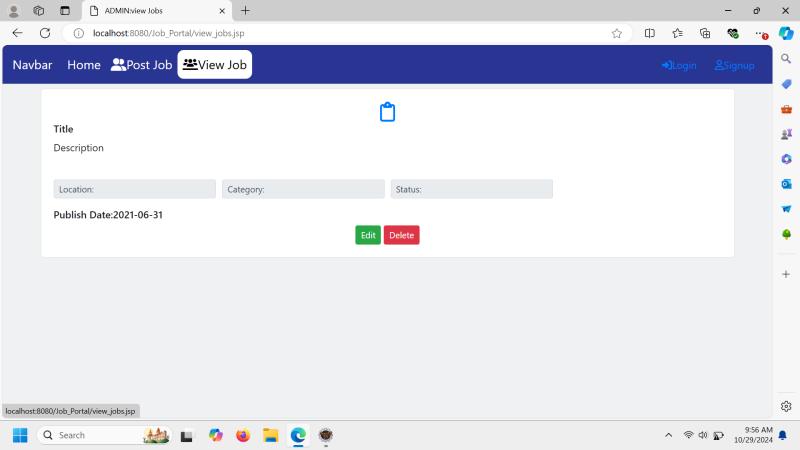 ADMIN:view Jobs
localhost:8080/Job_Portal/view_jobs.jsp
Navbar Home Post Job View Job Login Signup
Title
Description
Location: Category: Status:
Publish Date:2021-06-31
Edit Delete
localhost:8080/Job_Portal/view_jobs.jsp
Search
9:56 AM
10/29/2024